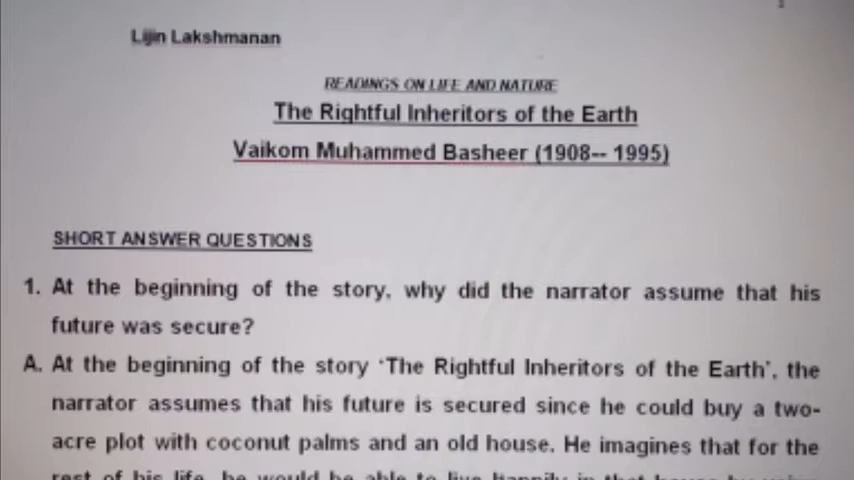 Lijin Lakshmanan
READINGS ON LIFE AND NATURE
The Rightful Inheritors of the Earth
Vaikom Muhammed Basheer (1908-- 1995)
SHORT ANSWER QUESTIONS
1. At the beginning of the story, why did the narrator assume that his
future was secure?
A. At the beginning of the story 'The Rightful Inheritors of the Earth', the
narrator assumes that his future is secured since he could buy a two-
acre plot with coconut palms and an old house. He imagines that for the
rest of his life, he would be able to live happily in that house by